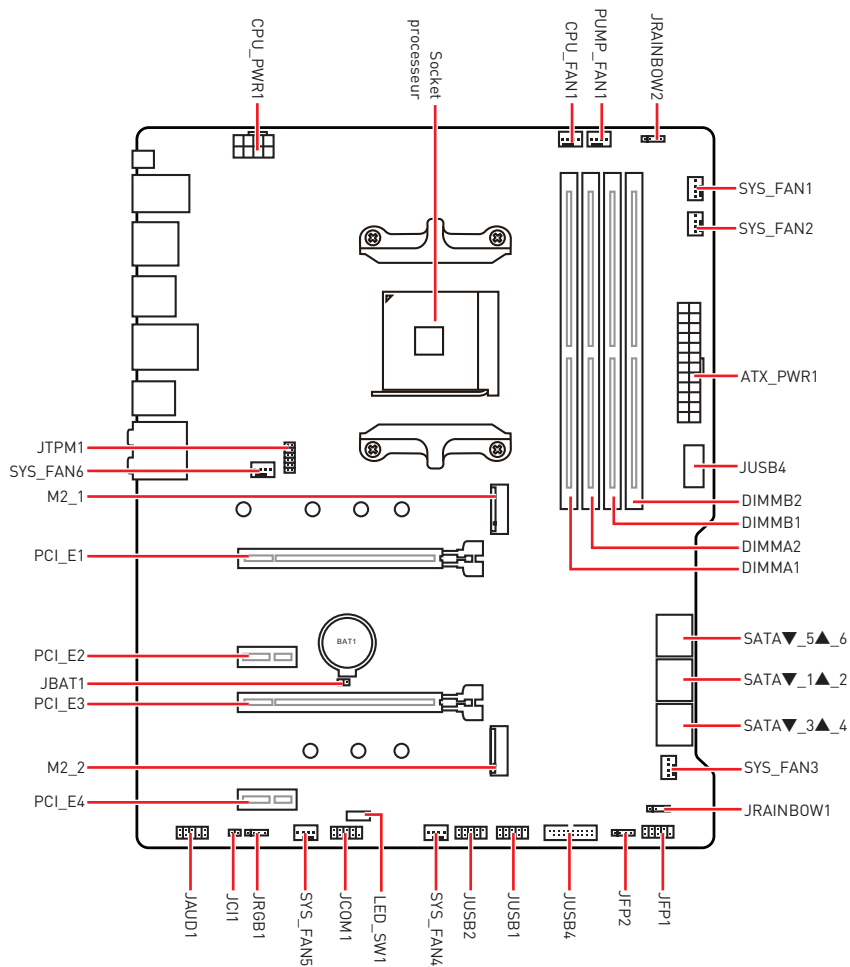 CPU_PWR1
Socket
processeur
CPU_FAN1
PUMP_FAN1
JRAINBOW2
SYS_FAN1
SYS_FAN2
ATX_PWR1
JTPM1
SYS_FAN6
M2_1
JUSB4
DIMMB2
DIMMB1
DIMMA2
DIMMA1
PCI_E1
BAT1
PCI_E2
JBAT1
PCI_E3
SATA▼_5▲_6
SATA▼_1▲_2
SATA▼_3▲_4
M2_2
SYS_FAN3
PCI_E4
JRAINBOW1
JAUD1
JCI1
JRGB1
SYS_FAN5
JCOM1
LED_SW1
SYS_FAN4
JUSB2
JUSB1
JUSB4
JFP2
JFP1